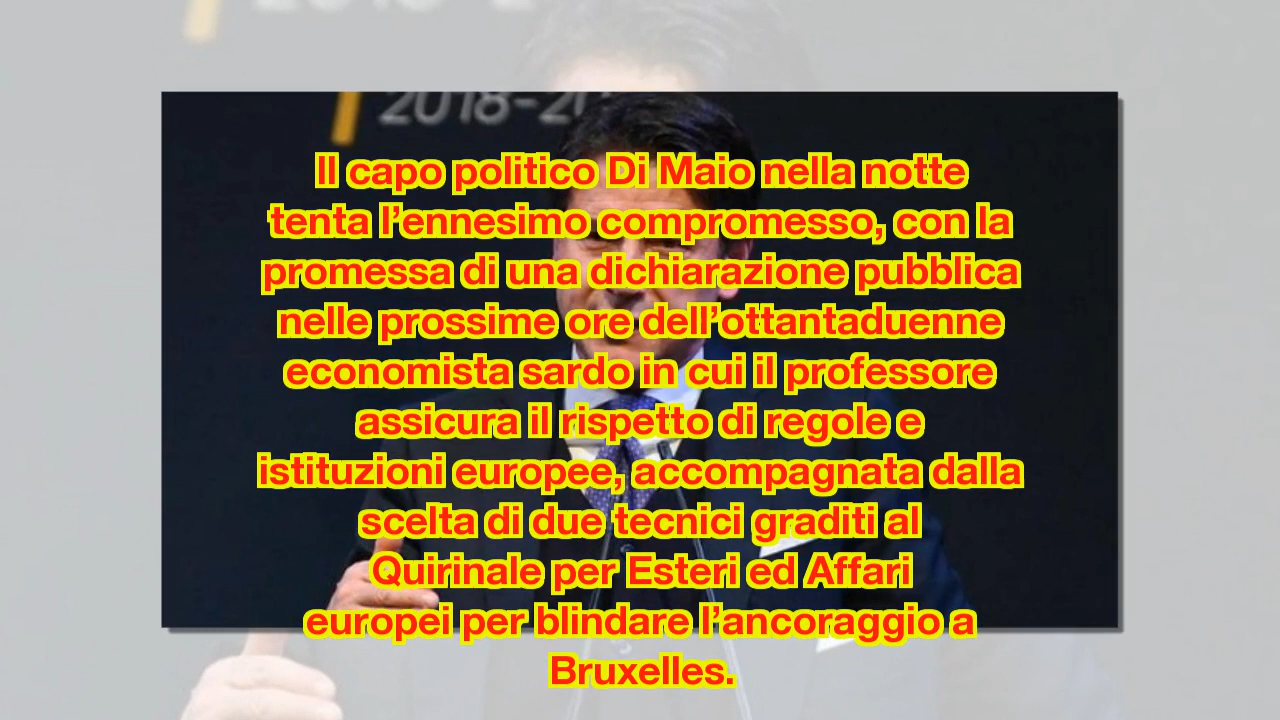 2018-2
2018-20
Il capo politico Di Maio nella notte
tenta l’ennesimo compromesso, con la
promessa di una dichiarazione pubblica
nelle prossime ore dell’ottantaduenne
economista sardo in cui il professore
assicura il rispetto di regole e
istituzioni europee, accompagnata dalla
scelta di due tecnici graditi al
Quirinale per Esteri ed Affari
europei per blindare l’ancoraggio a
Bruxelles.